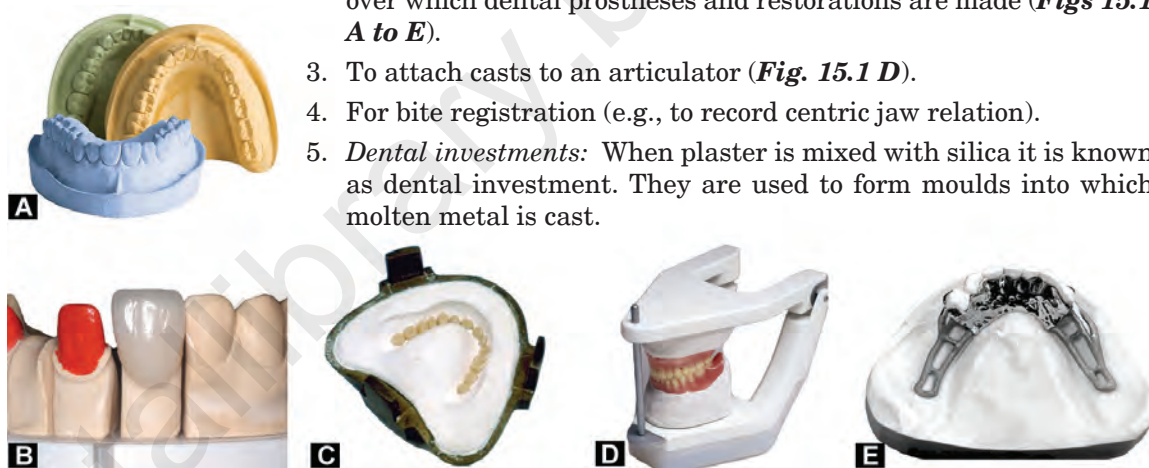 over which dental prostheses and restorations are made (Figs 15.1
A to E).
3. To attach casts to an articulator (Fig. 15.1 D).
4. For bite registration (e.g., to record centric jaw relation).
5. Dental investments: When plaster is mixed with silica it is known
as dental investment. They are used to form moulds into which
molten metal is cast.
A
B
C
D
E